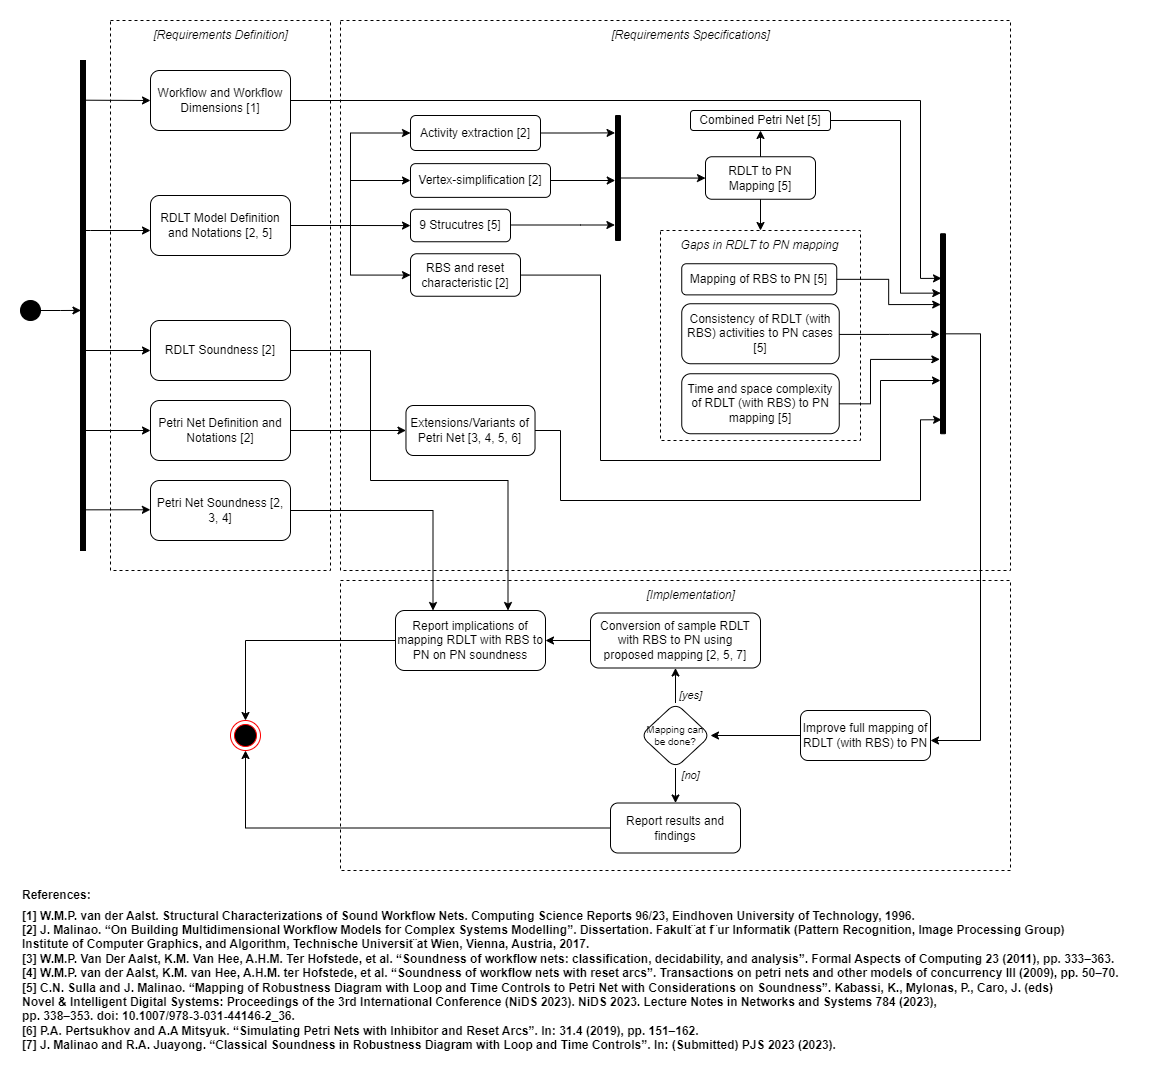 [Requirements Definition]
[Requirements Specifications]
Workflow and Workflow
Dimensions [1]
RDLT Model Definition
and Notations [2, 5]
RDLT Soundness [2]
Petri Net Definition and
Notations [2]
Petri Net Soundness [2,
3, 4]
Activity extraction [2]
Vertex-simplification [2]
9 Strucutres [5]
RBS and reset
characteristic [2]
Extensions/Variants of
Petri Net [3, 4, 5, 6]
Combined Petri Net [5]
RDLT to PN
Mapping [5]
Gaps in RDLT to PN mapping
Mapping of RBS to PN [5]
Consistency of RDLT (with
RBS) activities to PN cases
[5]
Time and space complexity
of RDLT (with RBS) to PN
mapping [5]
[Implementation]
Report implications of
mapping RDLT with RBS to
PN on PN soundness
Conversion of sample RDLT
with RBS to PN using
proposed mapping [2, 5, 7]
[yes]
Mapping can
be done?
Improve full mapping of
RDLT (with RBS) to PN
[no]
Report results and
findings
References:
[1] W.M.P. van der Aalst. Structural Characterizations of Sound Workflow Nets. Computing Science Reports 96/23, Eindhoven University of Technology, 1996.
[2] J. Malinao. “On Building Multidimensional Workflow Models for Complex Systems Modelling”. Dissertation. Fakult¨at f¨ur Informatik (Pattern Recognition, Image Processing Group)
Institute of Computer Graphics, and Algorithm, Technische Universit¨at Wien, Vienna, Austria, 2017.
[3] W.M.P. Van Der Aalst, K.M. Van Hee, A.H.M. Ter Hofstede, et al. “Soundness of workflow nets: classification, decidability, and analysis”. Formal Aspects of Computing 23 (2011), pp. 333–363.
[4] W.M.P. van der Aalst, K.M. van Hee, A.H.M. ter Hofstede, et al. “Soundness of workflow nets with reset arcs”. Transactions on petri nets and other models of concurrency III (2009), pp. 50–70.
[5] C.N. Sulla and J. Malinao. “Mapping of Robustness Diagram with Loop and Time Controls to Petri Net with Considerations on Soundness”. Kabassi, K., Mylonas, P., Caro, J. (eds)
Novel & Intelligent Digital Systems: Proceedings of the 3rd International Conference (NiDS 2023). NiDS 2023. Lecture Notes in Networks and Systems 784 (2023),
pp. 338–353. doi: 10.1007/978-3-031-44146-2_36.
[6] P.A. Pertsukhov and A.A Mitsyuk. “Simulating Petri Nets with Inhibitor and Reset Arcs”. In: 31.4 (2019), pp. 151–162.
[7] J. Malinao and R.A. Juayong. “Classical Soundness in Robustness Diagram with Loop and Time Controls”. In: (Submitted) PJS 2023 (2023).